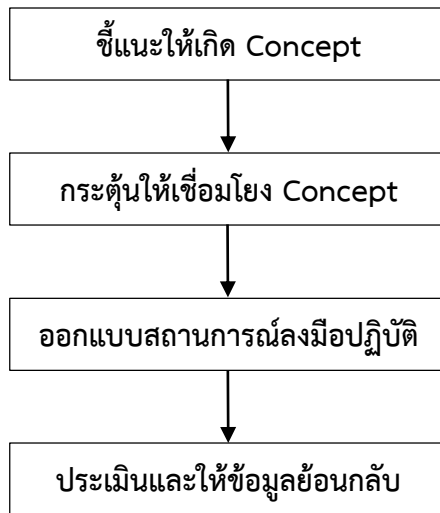 ชี้แนะให้เกิด Concept
กระตุ้นให้เชื่อมโยง Concept
ออกแบบสถานการณ์ลงมือปฏิบัติ
ประเมินและให้ข้อมูลย้อนกลับ